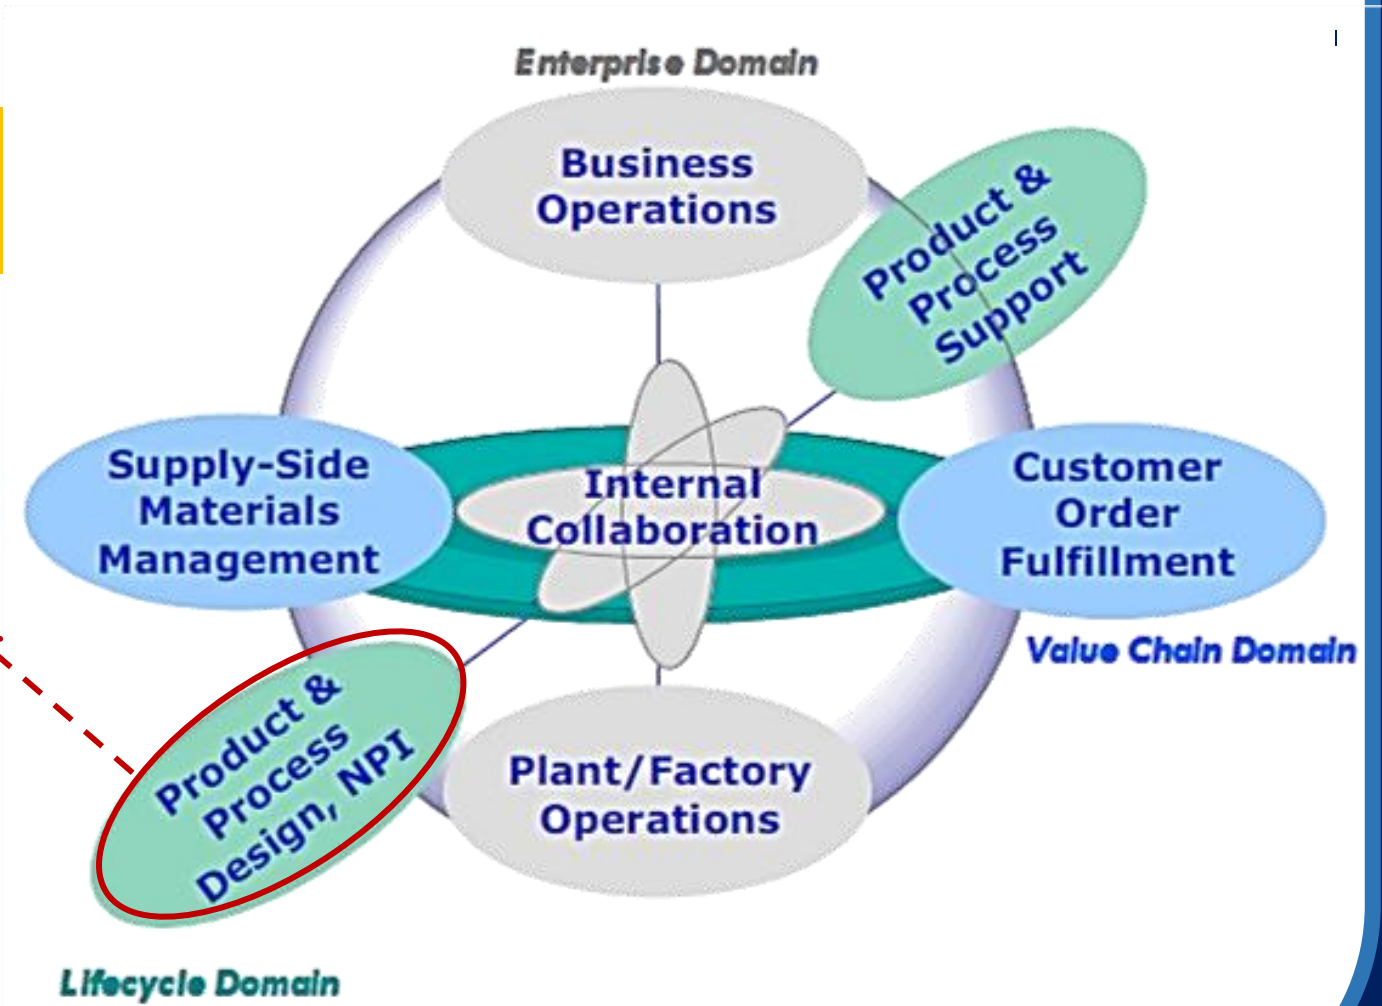 Enterprise Domain
Business
Operations
Product &
Process
Support
Supply-Side
Materials
Management
Internal
Collaboration
Customer
Order
Fulfillment
Value Chain Domain
Product &
Process
Design, NPI
Plant/Factory
Operations
Lifecycle Domain